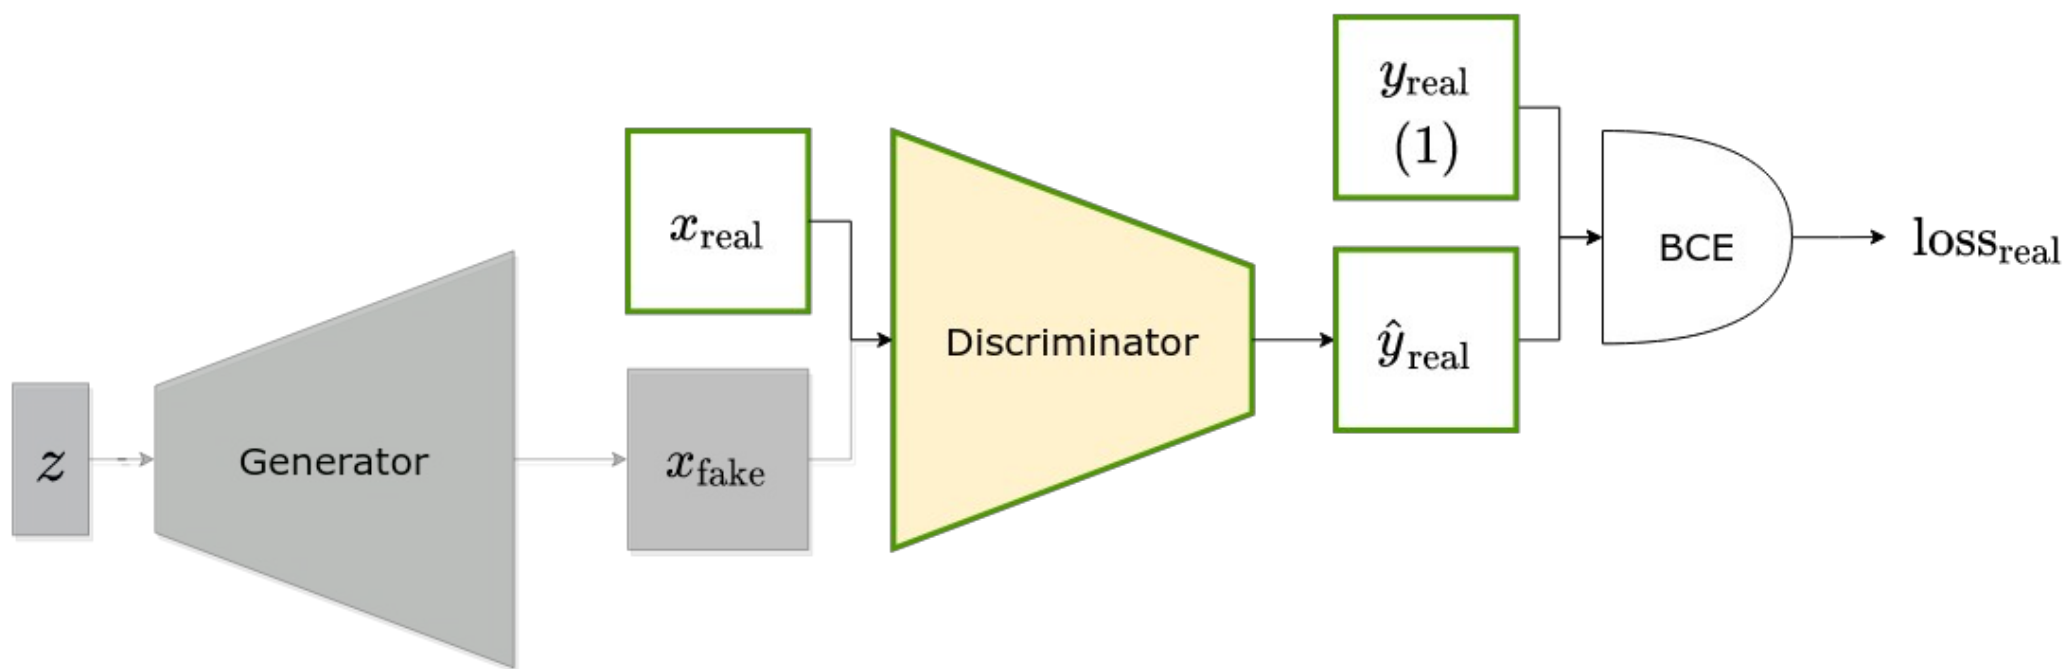 z
Generator
x_real
x_fake
Discriminator
y_real
(1)
ŷ_real
BCE
loss_real